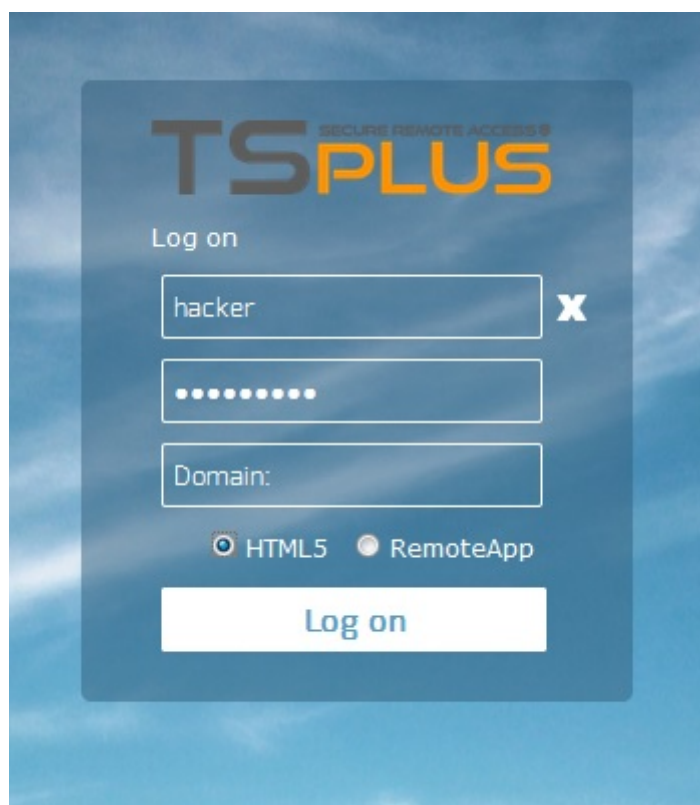 SECURE REMOTE ACCESS
TSPLUS
Log on
hacker
X
•••••••••
Domain:
HTML5 RemoteApp
Log on